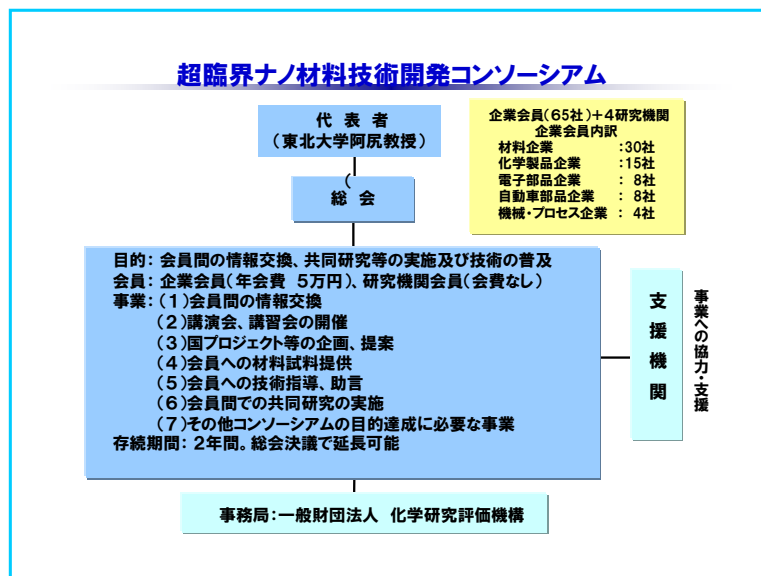 超臨界ナノ材料技術開発コンソーシアム
代 表 者
（東北大学阿尻教授）
企業会員（６５社）＋４研究機関
企業会員内訳
材料企業 :30社
化学製品企業 :15社
電子部品企業 : 8社
自動車部品企業 : 8社
機械・プロセス企業 : 4社
（
総 会
目的： 会員間の情報交換、共同研究等の実施及び技術の普及
会員： 企業会員（年会費 ５万円）、研究機関会員（会費なし）
事業：（１）会員間の情報交換
（２）講演会、講習会の開催
（３）国プロジェクト等の企画、提案
（４）会員への材料試料提供
（５）会員への技術指導、助言
（６）会員間での共同研究の実施
（７）その他コンソーシアムの目的達成に必要な事業
存続期間： ２年間。総会決議で延長可能
支援機関
事業への協力・支援
事務局：一般財団法人 化学研究評価機構